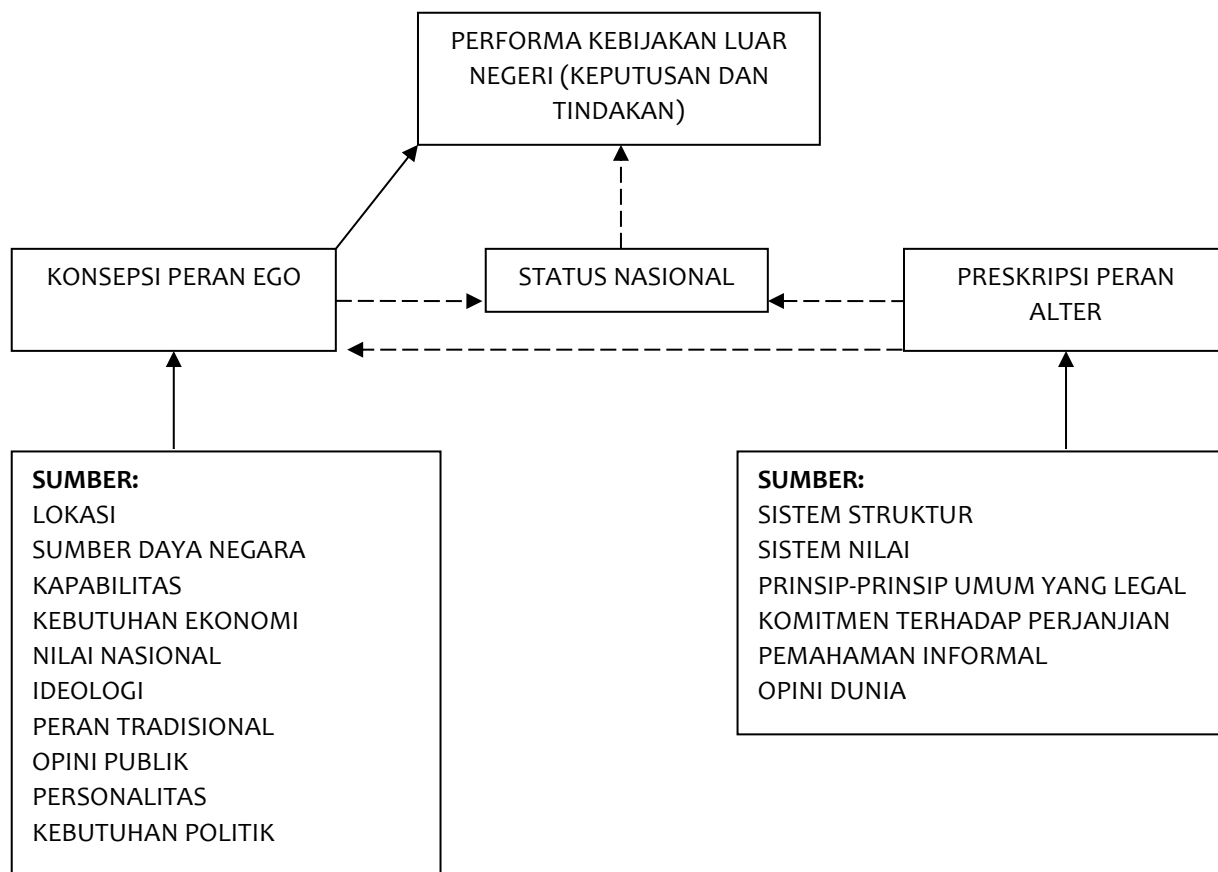 PERFORMA KEBIJAKAN LUAR
NEGERI (KEPUTUSAN DAN
TINDAKAN)
KONSEPSI PERAN EGO
STATUS NASIONAL
PRESKRIPSI PERAN
ALTER
SUMBER:
LOKASI
SUMBER DAYA NEGARA
KAPABILITAS
KEBUTUHAN EKONOMI
NILAI NASIONAL
IDEOLOGI
PERAN TRADISIONAL
OPINI PUBLIK
PERSONALITAS
KEBUTUHAN POLITIK
SUMBER:
SISTEM STRUKTUR
SISTEM NILAI
PRINSIP-PRINSIP UMUM YANG LEGAL
KOMITMEN TERHADAP PERJANJIAN
PEMAHAMAN INFORMAL
OPINI DUNIA